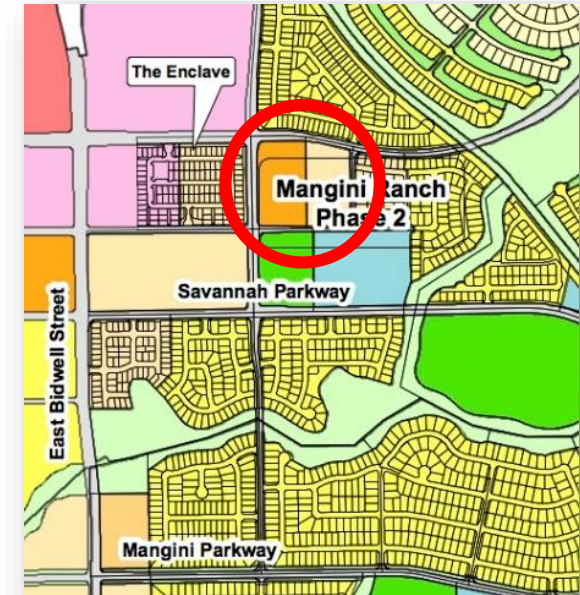 The Enclave
Mangini Ranch
Phase 2
Savannah Parkway
East Bidwell Street
Mangini Parkway